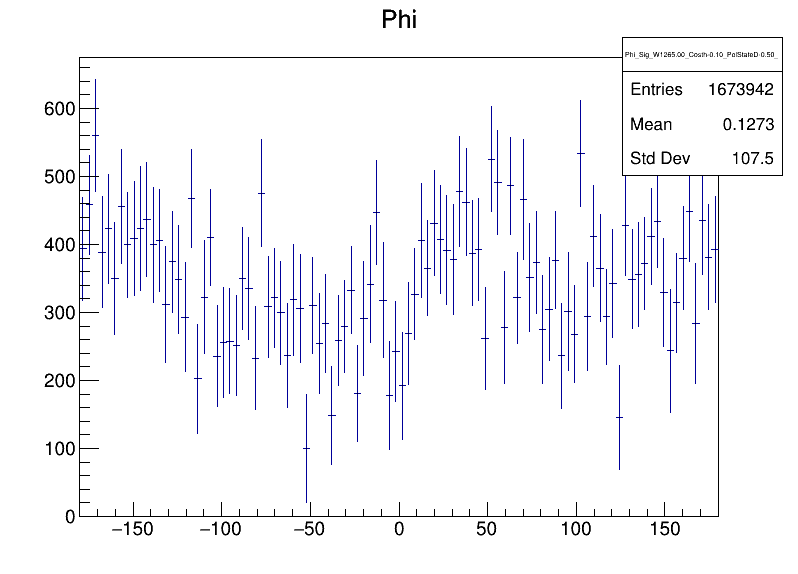 Phi
Phi_Sig_W1265.00_Costh-0.10_PolStateD-0.50_
Entries 1673942
Mean 0.1273
Std Dev 107.5
600
500
400
300
200
100
0
−150 −100 −50 0 50 100 150